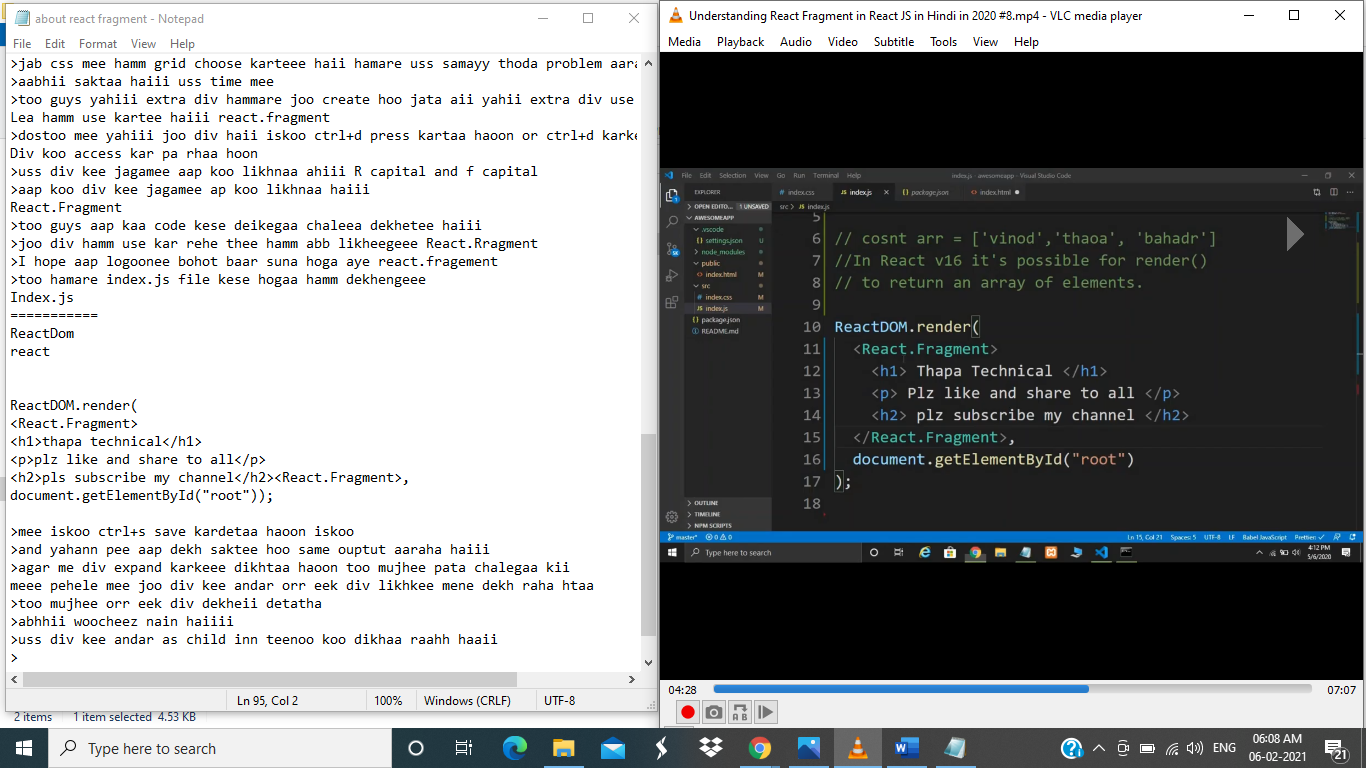 about react fragment - Notepad
File Edit Format View Help
>jab css mee hamm grid choose karteee haii hamare uss samayy thoda problem aara
>aabhii saktaa haiii uss time mee
>too guys yahiii extra div hammare joo create hoo jata aii yahii extra div use
Lea hamm use kartee haiii react.fragment
>dostoo mee yahiii joo div haii iskoo ctrl+d press kartaa haoon or ctrl+d karke
Div koo access kar pa rhaa hoon
>uss div kee jagamee aap koo likhnaa ahiii R capital and f capital
>aap koo div kee jagamee ap koo likhnaa haiii
React.Fragment
>too guys aap kaa code kese deikegaa chaleea dekhetee haiii
>joo div hamm use kar rehe thee hamm abb likheegeee React.Rragment
>I hope aap logoonee bohot baar suna hoga aye react.fragement
>too hamare index.js file kese hogaa hamm dekhengeee
Index.js
===========
ReactDom
react
ReactDOM.render(
<React.Fragment>
<h1>thapa technical</h1>
<p>plz like and share to all</p>
<h2>pls subscribe my channel</h2><React.Fragment>,
document.getElementById("root"));
>mee iskoo ctrl+s save kardetaa haoon iskoo
>and yahann pee aap dekh saktee hoo same ouptut aaraha haiii
>agar me div expand karkeee dikhtaa haoon too mujhee pata chalegaa kii
meee pehele mee joo div kee andar orr eek div likhkee mene dekh raha htaa
>too mujhee orr eek div dekheii detatha
>abhhii woocheez nain haiiii
>uss div kee andar as child inn teenoo koo dikhaa raahh haaii
>
Ln 95, Col 2 100% Windows (CRLF) UTF-8
2 items 1 item selected 4.53 KB
Understanding React Fragment in React JS in Hindi in 2020 #8.mp4 - VLC media player
Media Playback Audio Video Subtitle Tools View Help
File Edit Selection View Go Run Terminal Help index.js - awesomeapp - Visual Studio Code
EXPLORER
OPEN EDITO... 1 UNSAVED
AWESOMEAPP
.vscode
settings.json U
node_modules
public
index.html M
src
index.css M
JS index.js M
package.json
README.md
OUTLINE
TIMELINE
NPM SCRIPTS
index.css JS index.js package.json index.html
src > JS index.js
5
6 // cosnt arr = ['vinod','thaoa', 'bahadr']
7 //In React v16 it's possible for render()
8 // to return an array of elements.
9
10 ReactDOM.render(
11 <React.Fragment>
12 <h1> Thapa Technical </h1>
13 <p> Plz like and share to all </p>
14 <h2> plz subscribe my channel </h2>
15 </React.Fragment>,
16 document.getElementById("root")
17 );
18
master* 0 0 Ln 15, Col 21 Spaces: 5 UTF-8 LF Babel JavaScript Prettier: ✓
Type here to search 4:12 PM
5/6/2020
04:28 07:07
Type here to search ENG 06:08 AM
06-02-2021 21